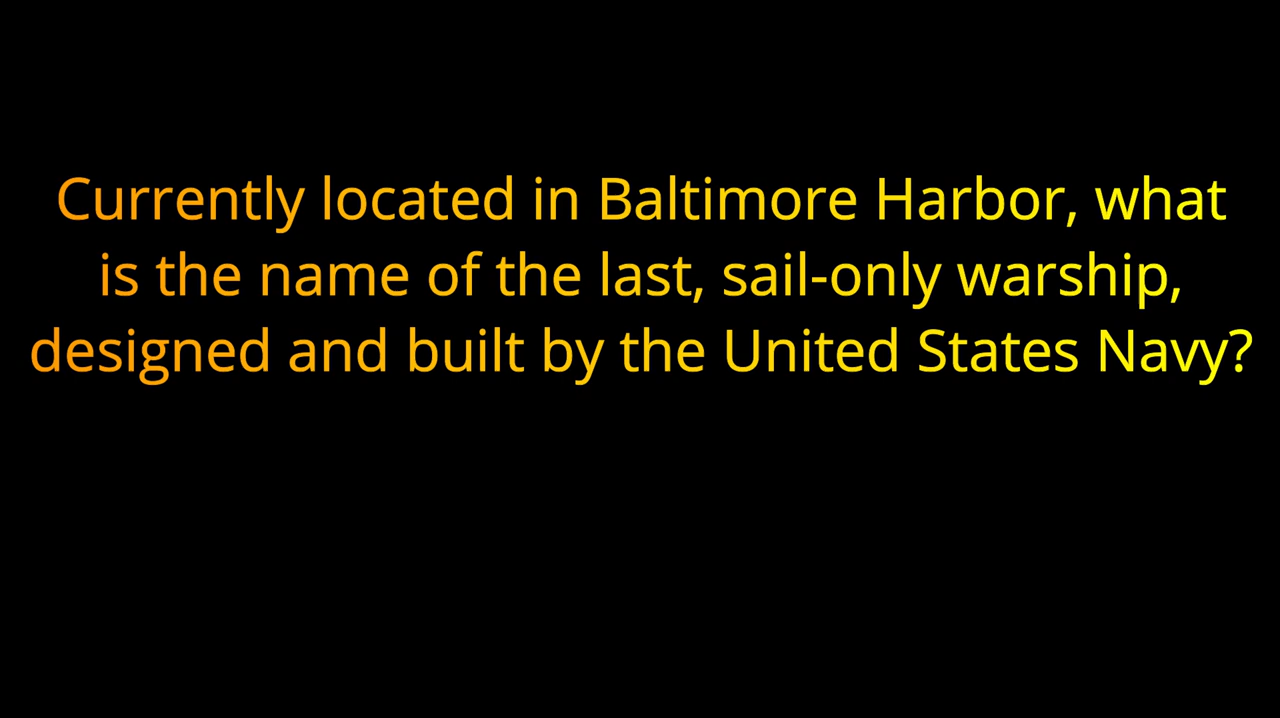 Currently located in Baltimore Harbor, what
is the name of the last, sail-only warship,
designed and built by the United States Navy?